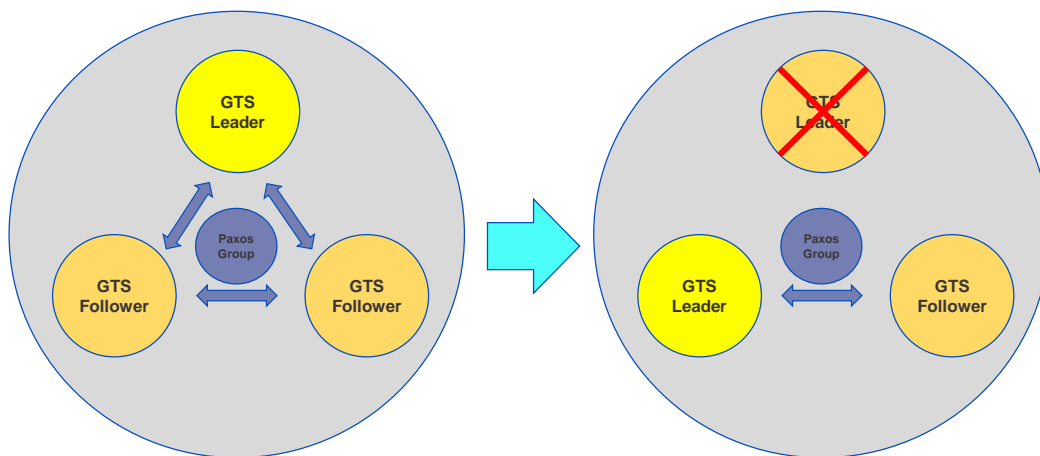 GTS
Leader
Paxos
Group
GTS
Follower
GTS
Follower
GTS
Leader
Paxos
Group
GTS
Leader
GTS
Follower